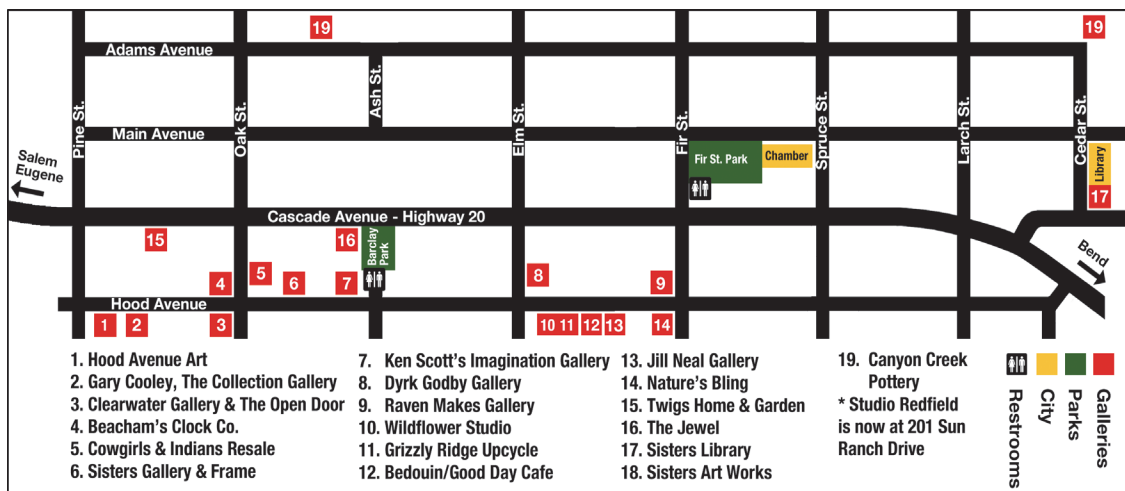 19
19
Adams Avenue
Pine St.
Oak St.
Ash St.
Elm St.
Fir St.
Spruce St.
Larch St.
Cedar St.
Main Avenue
Salem
Eugene
Fir St. Park
Chamber
Library
17
Cascade Avenue - Highway 20
15
16
Barclay
Park
Bend
4
5
6
7
8
9
Hood Avenue
1
2
3
10
11
12
13
14
1. Hood Avenue Art
2. Gary Cooley, The Collection Gallery
3. Clearwater Gallery & The Open Door
4. Beacham's Clock Co.
5. Cowgirls & Indians Resale
6. Sisters Gallery & Frame
7. Ken Scott's Imagination Gallery
8. Dyrk Godby Gallery
9. Raven Makes Gallery
10. Wildflower Studio
11. Grizzly Ridge Upcycle
12. Bedouin/Good Day Cafe
13. Jill Neal Gallery
14. Nature's Bling
15. Twigs Home & Garden
16. The Jewel
17. Sisters Library
18. Sisters Art Works
19. Canyon Creek
Pottery
* Studio Redfield
is now at 201 Sun
Ranch Drive
Restrooms
City
Parks
Galleries